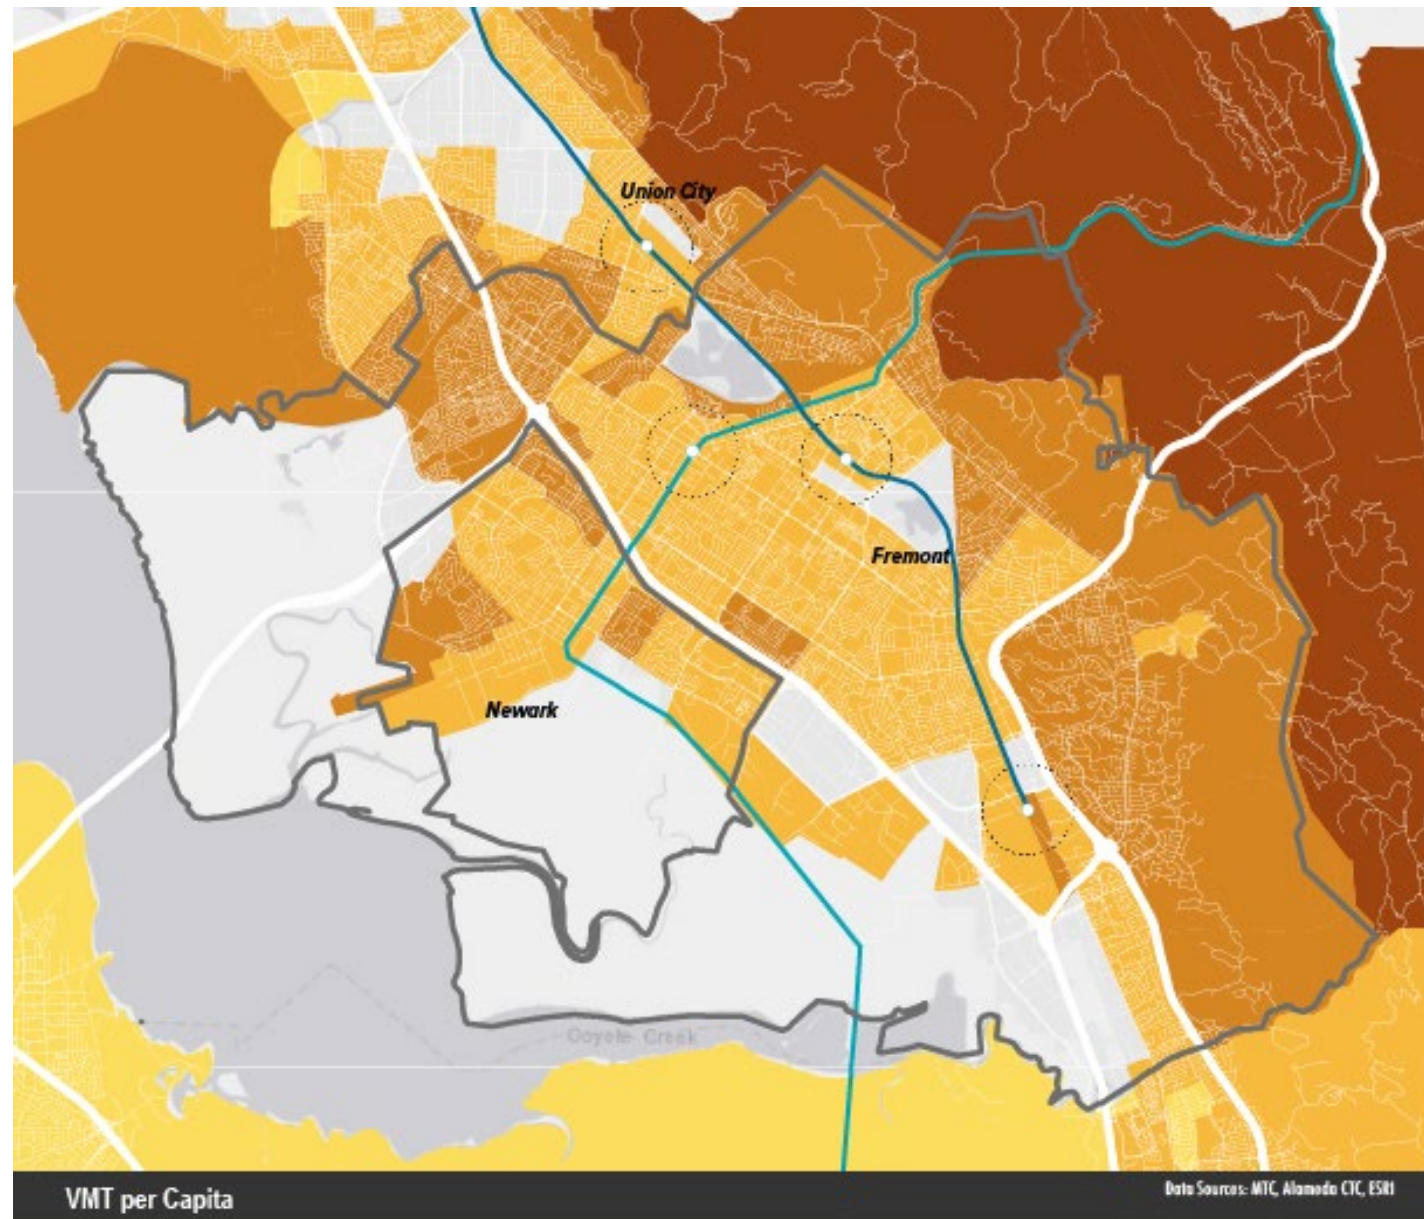 Union City
Fremont
Newark
Coyote Creek
VMT per Capita
Data Sources: MTC, Alameda CTC, ESRI